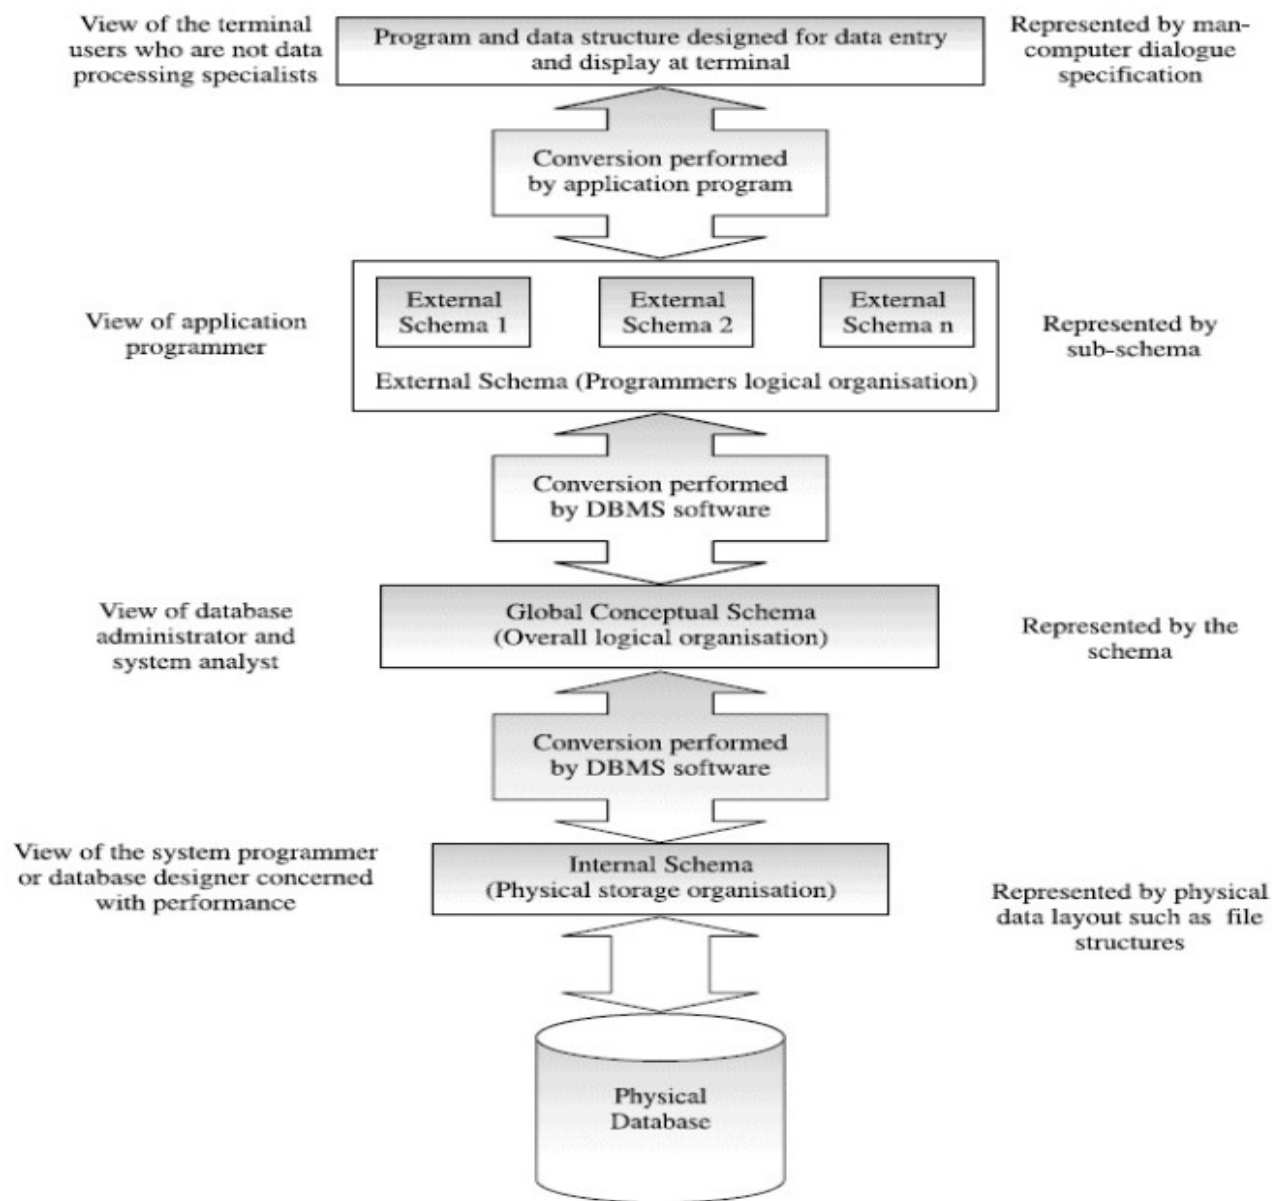 View of the terminal
users who are not data
processing specialists
Program and data structure designed for data entry
and display at terminal
Represented by man-
computer dialogue
specification
Conversion performed
by application program
View of application
programmer
External
Schema 1
External
Schema 2
External
Schema n
External Schema (Programmers logical organisation)
Represented by
sub-schema
Conversion performed
by DBMS software
View of database
administrator and
system analyst
Global Conceptual Schema
(Overall logical organisation)
Represented by the
schema
Conversion performed
by DBMS software
View of the system programmer
or database designer concerned
with performance
Internal Schema
(Physical storage organisation)
Represented by physical
data layout such as file
structures
Physical
Database